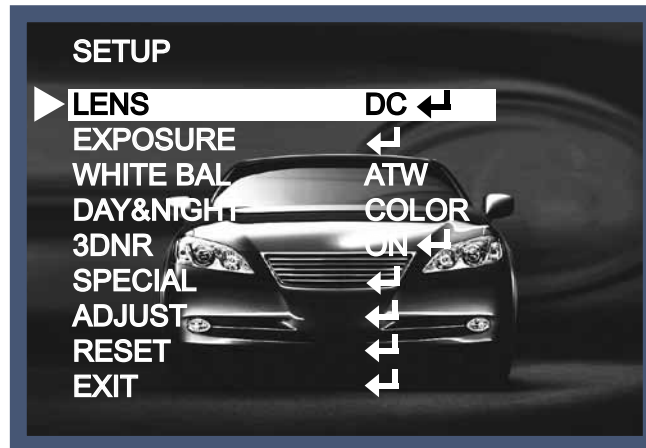 SETUP
LENS DC ↵
EXPOSURE ↵
WHITE BAL ATW
DAY&NIGHT COLOR
3DNR ON ↵
SPECIAL ↵
ADJUST ↵
RESET ↵
EXIT ↵